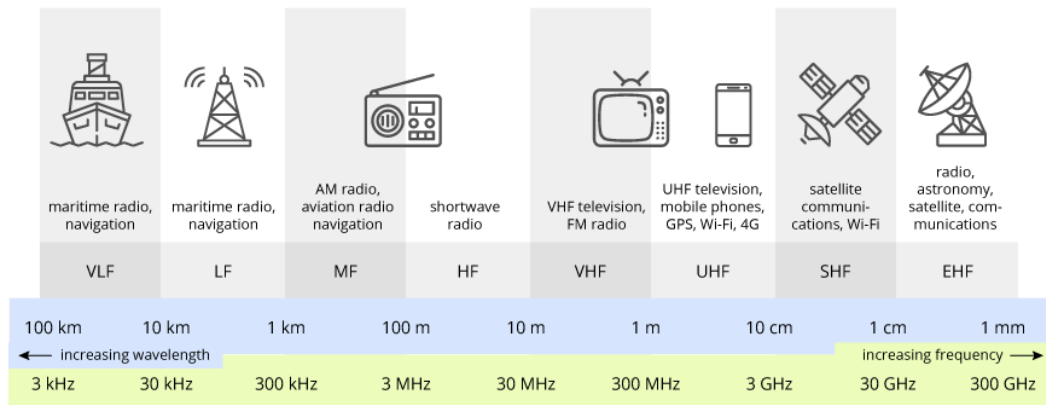 maritime radio,
navigation
maritime radio,
navigation
AM radio,
aviation radio
navigation
shortwave
radio
VHF television,
FM radio
UHF television,
mobile phones,
GPS, Wi-Fi, 4G
satellite
communi-
cations, Wi-Fi
radio,
astronomy,
satellite, com-
munications
VLF LF MF HF VHF UHF SHF EHF
100 km 10 km 1 km 100 m 10 m 1 m 10 cm 1 cm 1 mm
increasing wavelength
increasing frequency
3 kHz 30 kHz 300 kHz 3 MHz 30 MHz 300 MHz 3 GHz 30 GHz 300 GHz